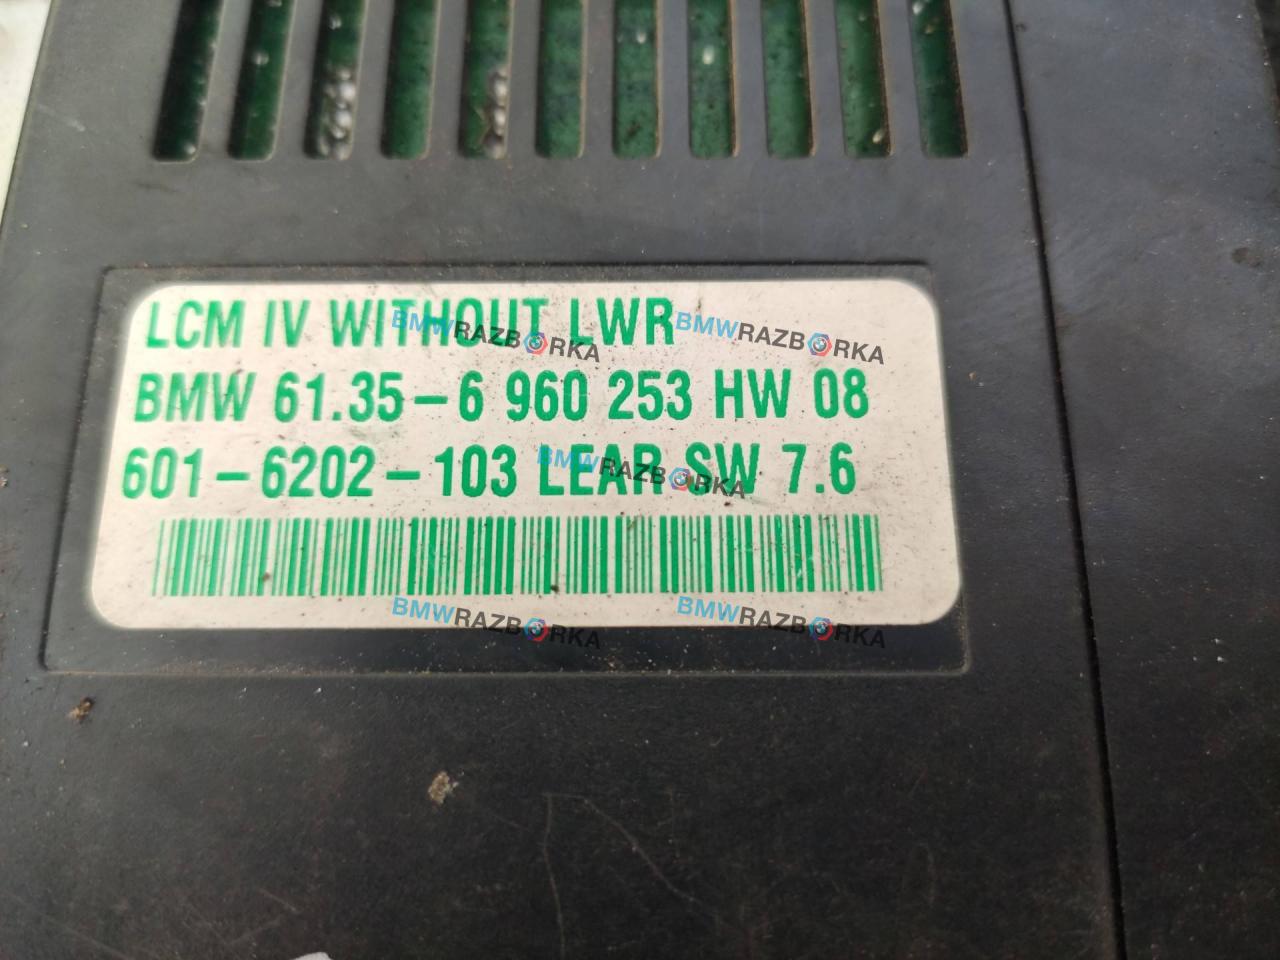 LCM IV WITHOUT LWR
BMW 61.35-6 960 253 HW 08
601-6202-103 LEAR SW 7.6
BMWRAZBORKA
BMWRAZBORKA
BMWRAZBORKA
BMWRAZBORKA
BMWRAZBORKA